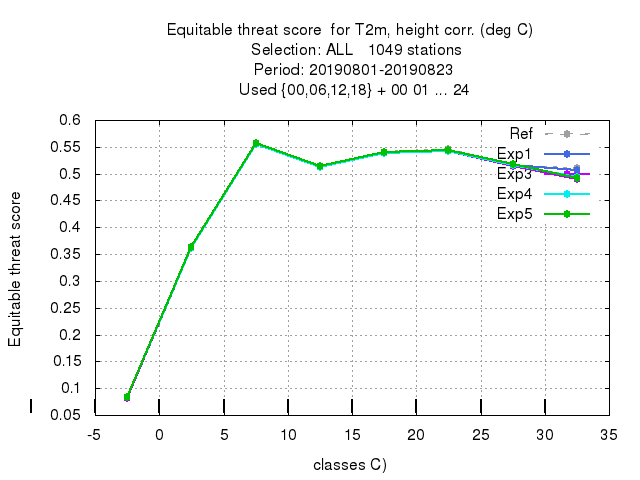 Equitable threat score  for T2m, height corr. (deg C)
Selection: ALL   1049 stations
Period: 20190801-20190823
Used {00,06,12,18} + 00 01 ... 24
Equitable threat score
0.6
0.55
0.5
0.45
0.4
0.35
0.3
0.25
0.2
0.15
0.1
0.05
Ref
Exp1
Exp3
Exp4
Exp5
-5 0 5 10 15 20 25 30 35
classes C)